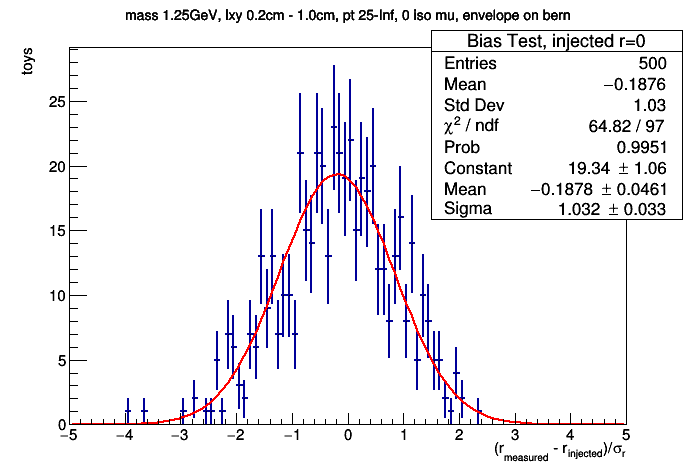 mass 1.25GeV, lxy 0.2cm - 1.0cm, pt 25-Inf, 0 Iso mu, envelope on bern
Bias Test, injected r=0
Entries 500
Mean −0.1876
Std Dev 1.03
χ² / ndf 64.82 / 97
Prob 0.9951
Constant 19.34 ± 1.06
Mean −0.1878 ± 0.0461
Sigma 1.032 ± 0.033
toys
25
20
15
10
5
0
−5 −4 −3 −2 −1 0 1 2 3 4 5
(r_measured - r_injected)/σ_r